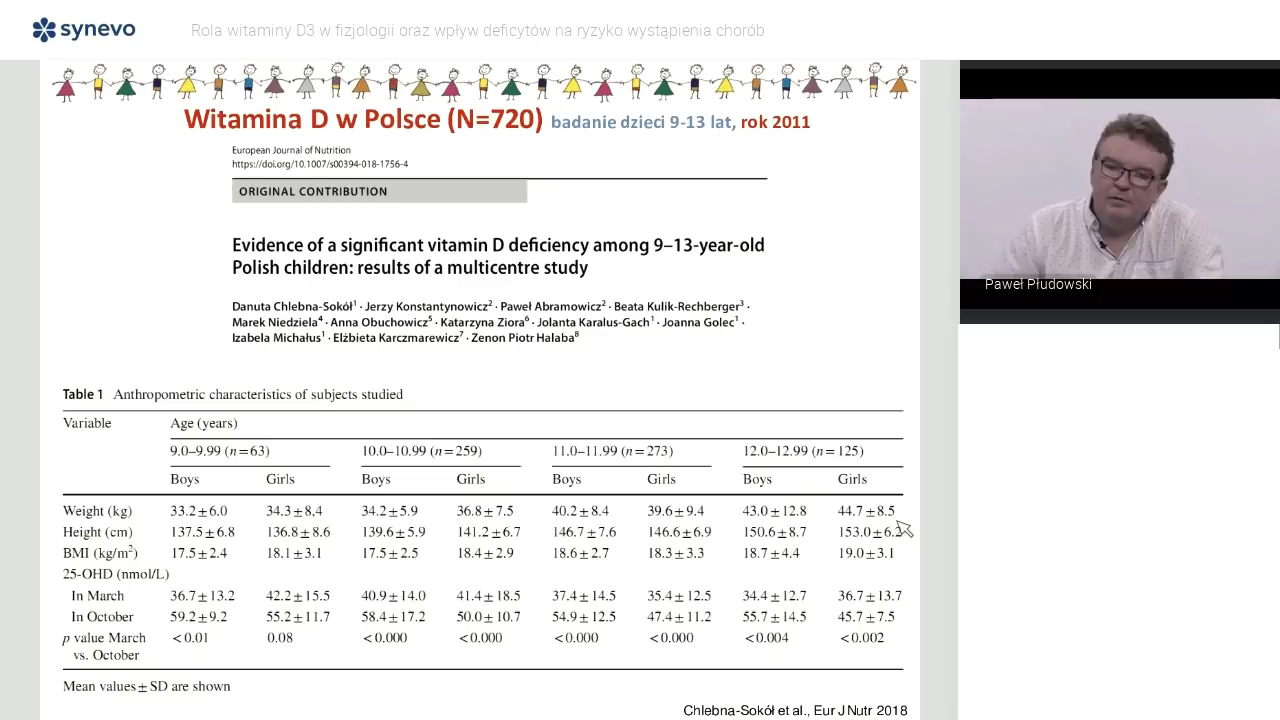 synevo
Rola witaminy D3 w fizjologii oraz wpływ deficytów na ryzyko wystąpienia chorób
Witamina D w Polsce (N=720) badanie dzieci 9-13 lat, rok 2011
European Journal of Nutrition
https://doi.org/10.1007/s00394-018-1756-4
ORIGINAL CONTRIBUTION
Evidence of a significant vitamin D deficiency among 9–13-year-old
Polish children: results of a multicentre study
Danuta Chlebna-Sokół1 · Jerzy Konstantynowicz2 · Paweł Abramowicz2 · Beata Kulik-Rechberger3 ·
Marek Niedziela4 · Anna Obuchowicz5 · Katarzyna Ziora6 · Jolanta Karalus-Gach1 · Joanna Golec1 ·
Izabela Michałus1 · Elżbieta Karczmarewicz7 · Zenon Piotr Halaba8
Table 1 Anthropometric characteristics of subjects studied
Variable Age (years)
9.0–9.99 (n=63) 10.0–10.99 (n=259) 11.0–11.99 (n=273) 12.0–12.99 (n=125)
Boys Girls Boys Girls Boys Girls Boys Girls
Weight (kg) 33.2±6.0 34.3±8,4 34.2±5.9 36.8±7.5 40.2±8.4 39.6±9.4 43.0±12.8 44.7±8.5
Height (cm) 137.5±6.8 136.8±8.6 139.6±5.9 141.2±6.7 146.7±7.6 146.6±6.9 150.6±8.7 153.0±6.
BMI (kg/m2) 17.5±2.4 18.1±3.1 17.5±2.5 18.4±2.9 18.6±2.7 18.3±3.3 18.7±4.4 19.0±3.1
25-OHD (nmol/L)
In March 36.7±13.2 42.2±15.5 40.9±14.0 41.4±18.5 37.4±14.5 35.4±12.5 34.4±12.7 36.7±13.7
In October 59.2±9.2 55.2±11.7 58.4±17.2 50.0±10.7 54.9±12.5 47.4±11.2 55.7±14.5 45.7±7.5
p value March <0.01 0.08 <0.000 <0.000 <0.000 <0.000 <0.004 <0.002
vs. October
Mean values±SD are shown
Chlebna-Sokół et al., Eur J Nutr 2018
Paweł Płudowski